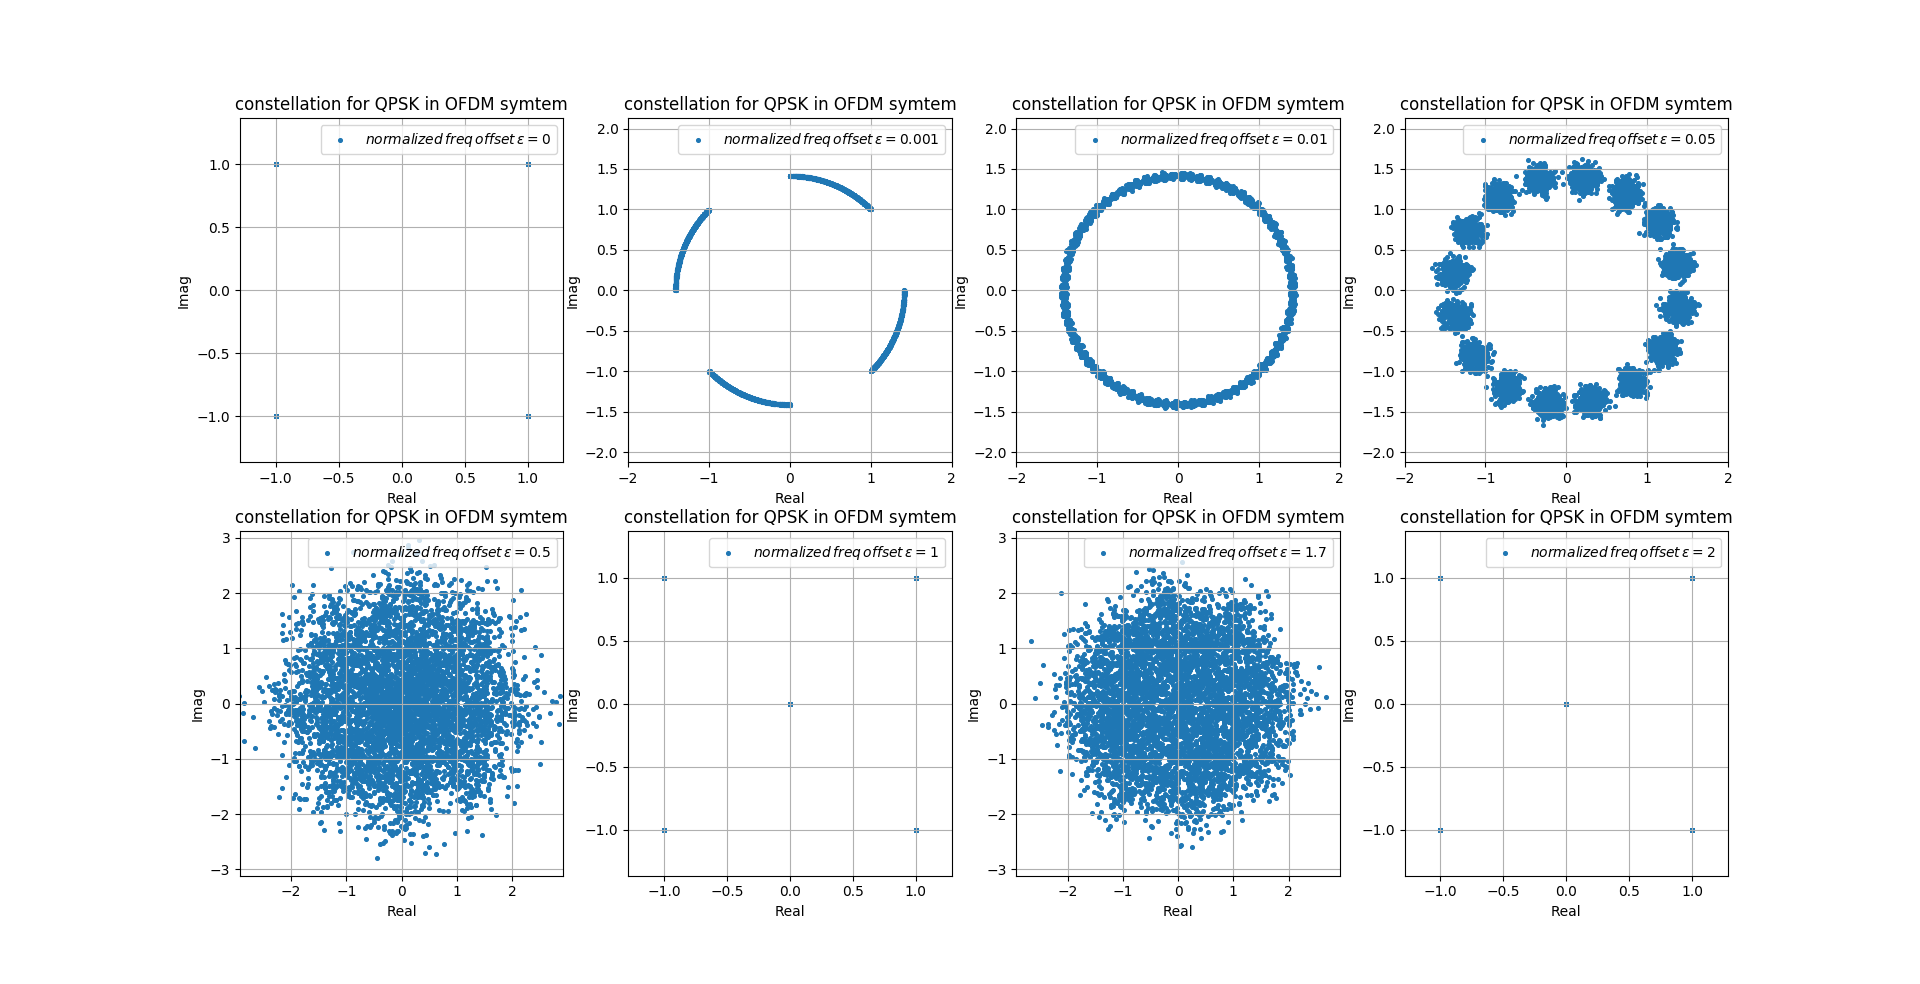 constellation for QPSK in OFDM symtem
normalized freq offset ε = 0
1.0
0.5
0.0
−0.5
−1.0
Imag
−1.0 −0.5 0.0 0.5 1.0
Real
constellation for QPSK in OFDM symtem
normalized freq offset ε = 0.001
2.0
1.5
1.0
0.5
0.0
−0.5
−1.0
−1.5
−2.0
Imag
−2 −1 0 1 2
Real
constellation for QPSK in OFDM symtem
normalized freq offset ε = 0.01
2.0
1.5
1.0
0.5
0.0
−0.5
−1.0
−1.5
−2.0
Imag
−2 −1 0 1 2
Real
constellation for QPSK in OFDM symtem
normalized freq offset ε = 0.05
2.0
1.5
1.0
0.5
0.0
−0.5
−1.0
−1.5
−2.0
Imag
−2 −1 0 1 2
Real
constellation for QPSK in OFDM symtem
normalized freq offset ε = 0.5
3
2
1
0
−1
−2
−3
Imag
−2 −1 0 1 2
Real
constellation for QPSK in OFDM symtem
normalized freq offset ε = 1
1.0
0.5
0.0
−0.5
−1.0
Imag
−1.0 −0.5 0.0 0.5 1.0
Real
constellation for QPSK in OFDM symtem
normalized freq offset ε = 1.7
3
2
1
0
−1
−2
−3
Imag
−2 −1 0 1 2
Real
constellation for QPSK in OFDM symtem
normalized freq offset ε = 2
1.0
0.5
0.0
−0.5
−1.0
Imag
−1.0 −0.5 0.0 0.5 1.0
Real